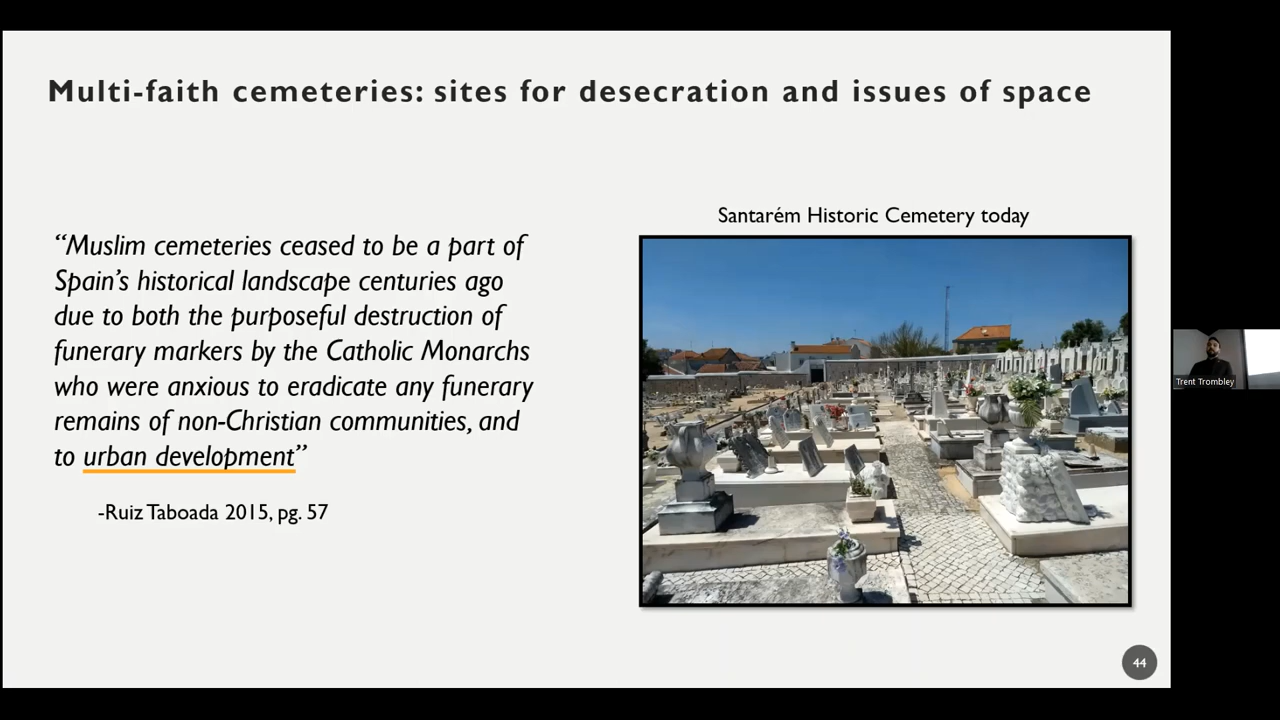 Multi-faith cemeteries: sites for desecration and issues of space
Santarém Historic Cemetery today
“Muslim cemeteries ceased to be a part of
Spain’s historical landscape centuries ago
due to both the purposeful destruction of
funerary markers by the Catholic Monarchs
who were anxious to eradicate any funerary
remains of non-Christian communities, and
to urban development”
-Ruiz Taboada 2015, pg. 57
Trent Trombley
44